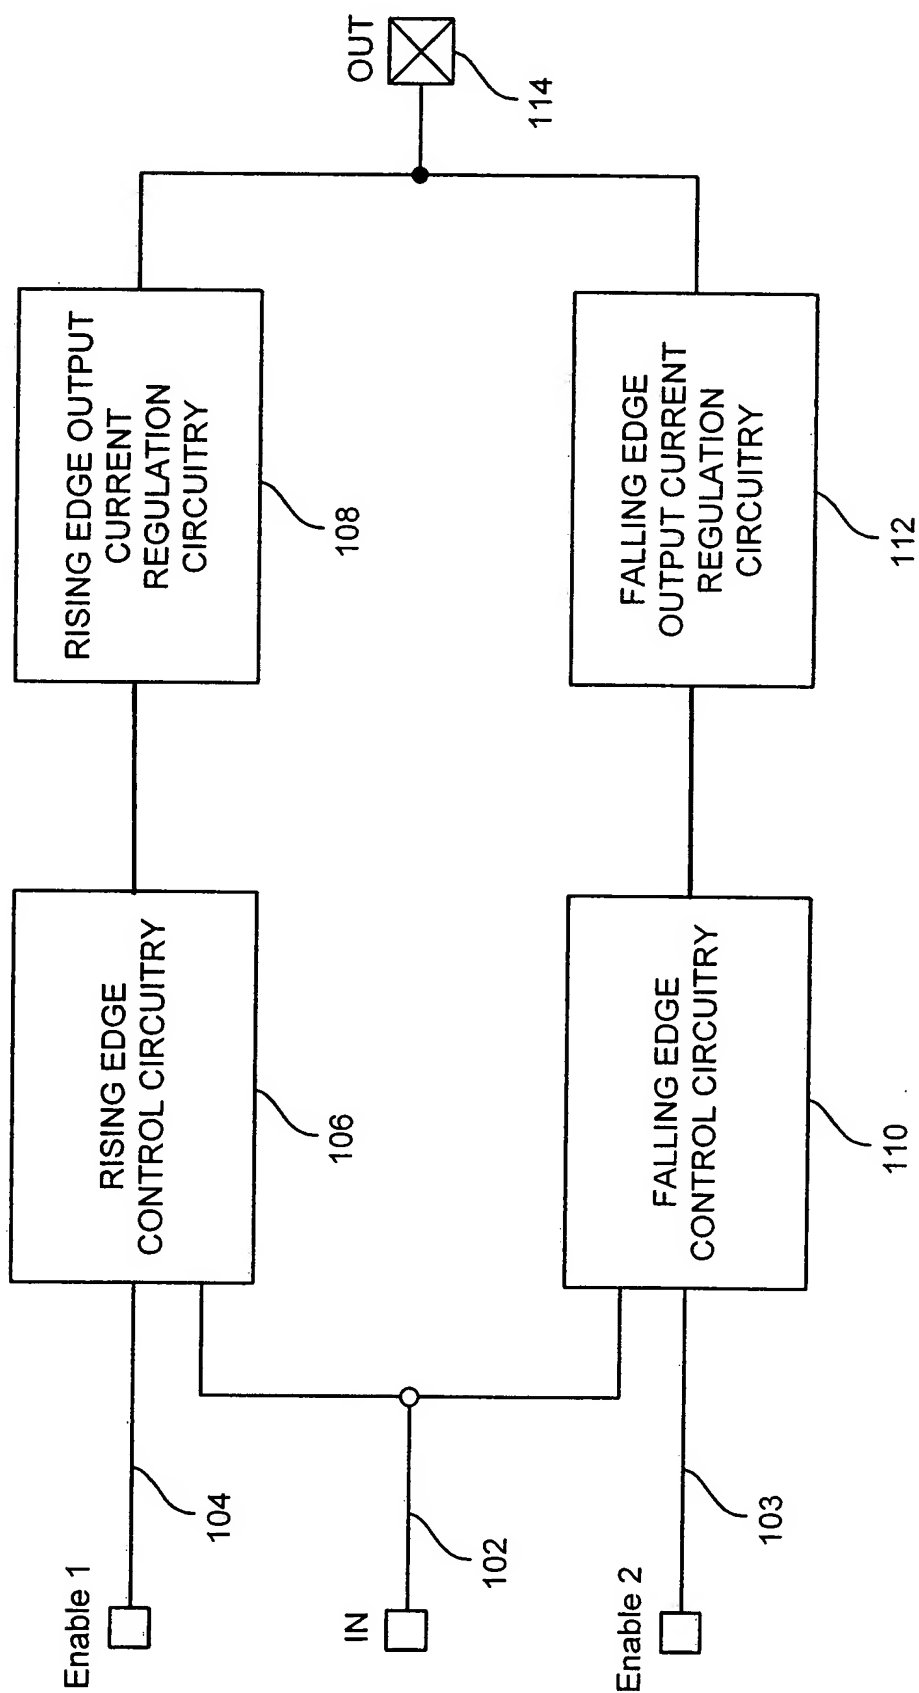 Enable 1
104
RISING EDGE
CONTROL CIRCUITRY
106
RISING EDGE OUTPUT
CURRENT
REGULATION
CIRCUITRY
108
IN
102
OUT
114
Enable 2
103
FALLING EDGE
CONTROL CIRCUITRY
110
FALLING EDGE
OUTPUT CURRENT
REGULATION
CIRCUITRY
112